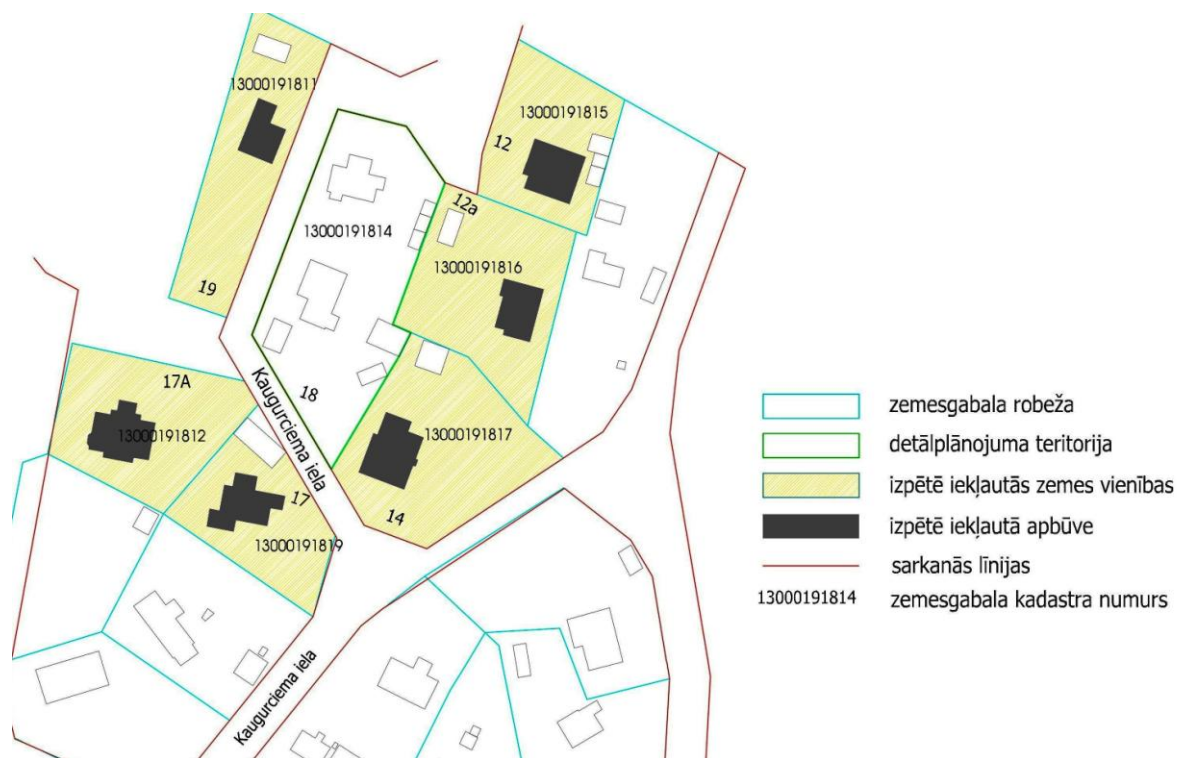 13000191811
13000191815
12
12a
13000191814
13000191816
19
17A
18
Kaugurciema iela
13000191812
13000191817
17
14
13000191819
Kaugurciema iela
zemesgabala robeža
detālplānojuma teritorija
izpētē iekļautās zemes vienības
izpētē iekļautā apbūve
sarkanās līnijas
13000191814 zemesgabala kadastra numurs